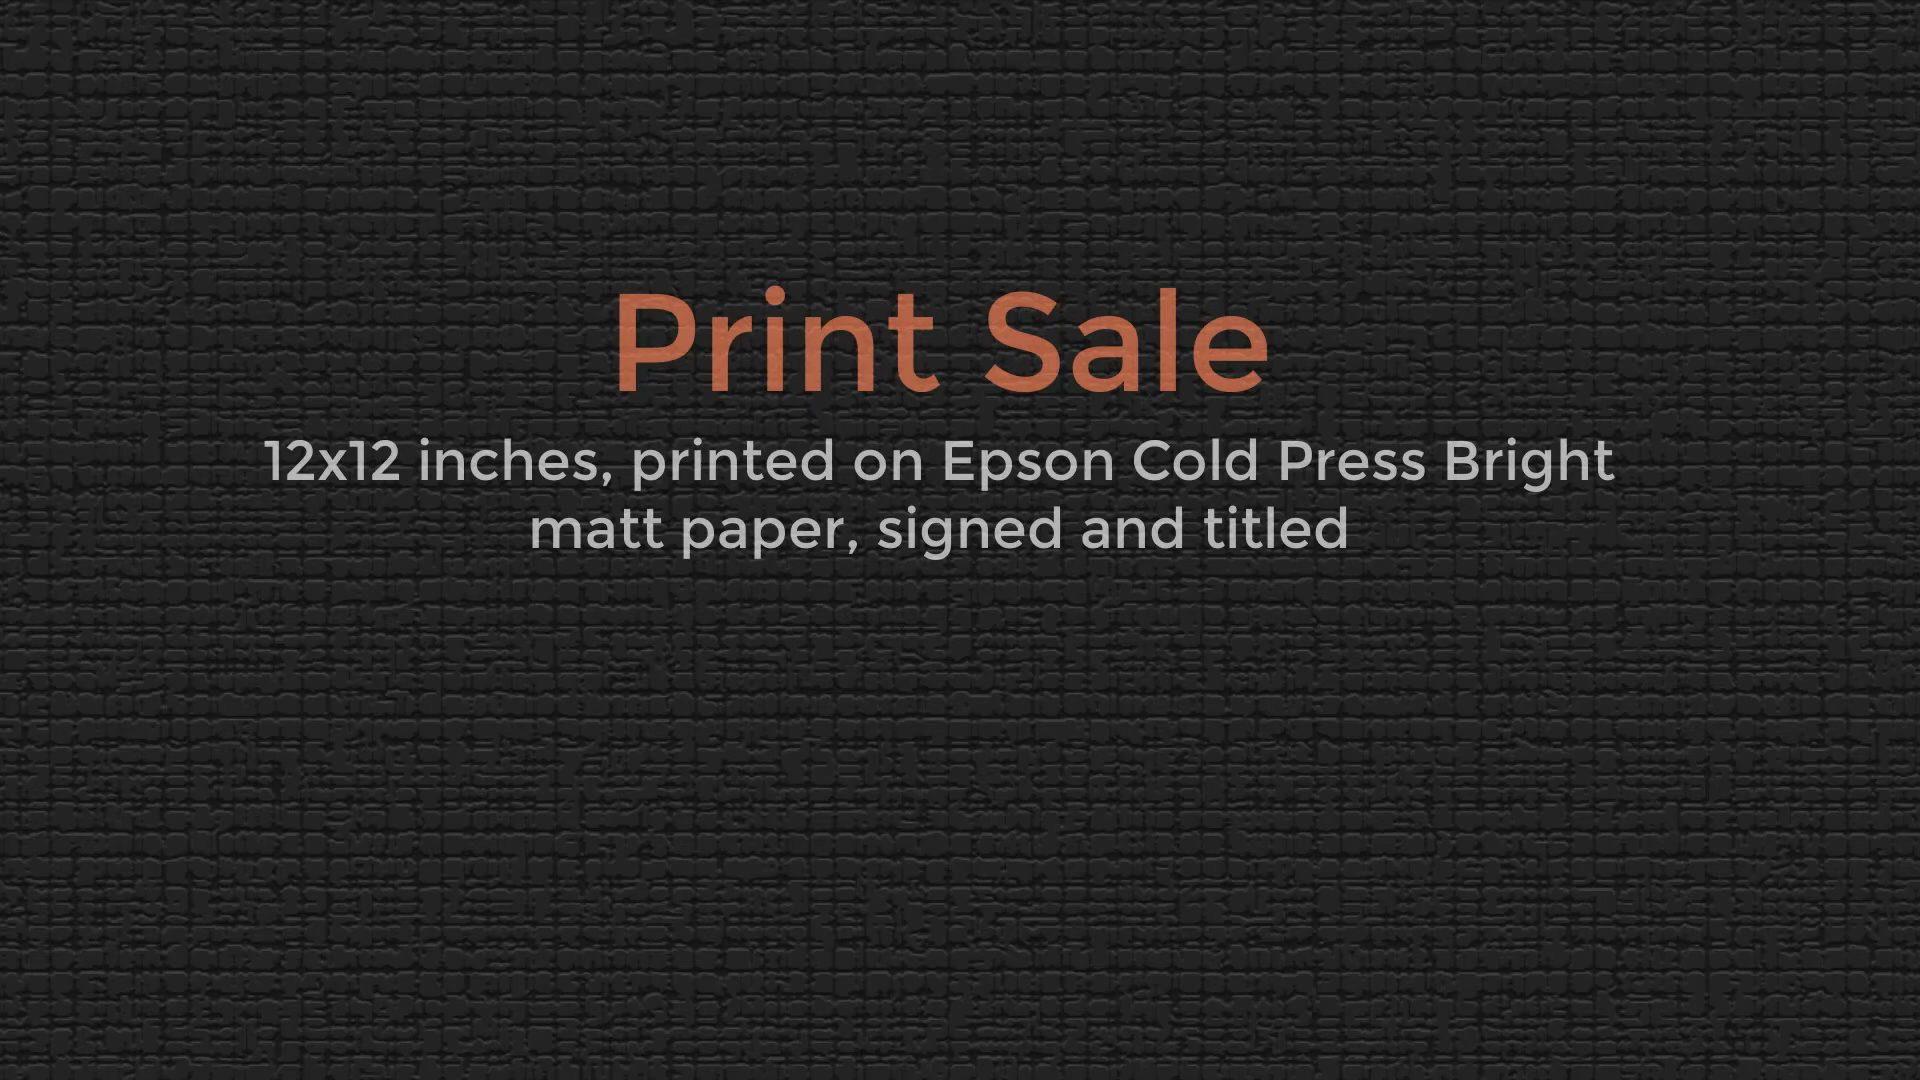 Print Sale
12x12 inches, printed on Epson Cold Press Bright
matt paper, signed and titled